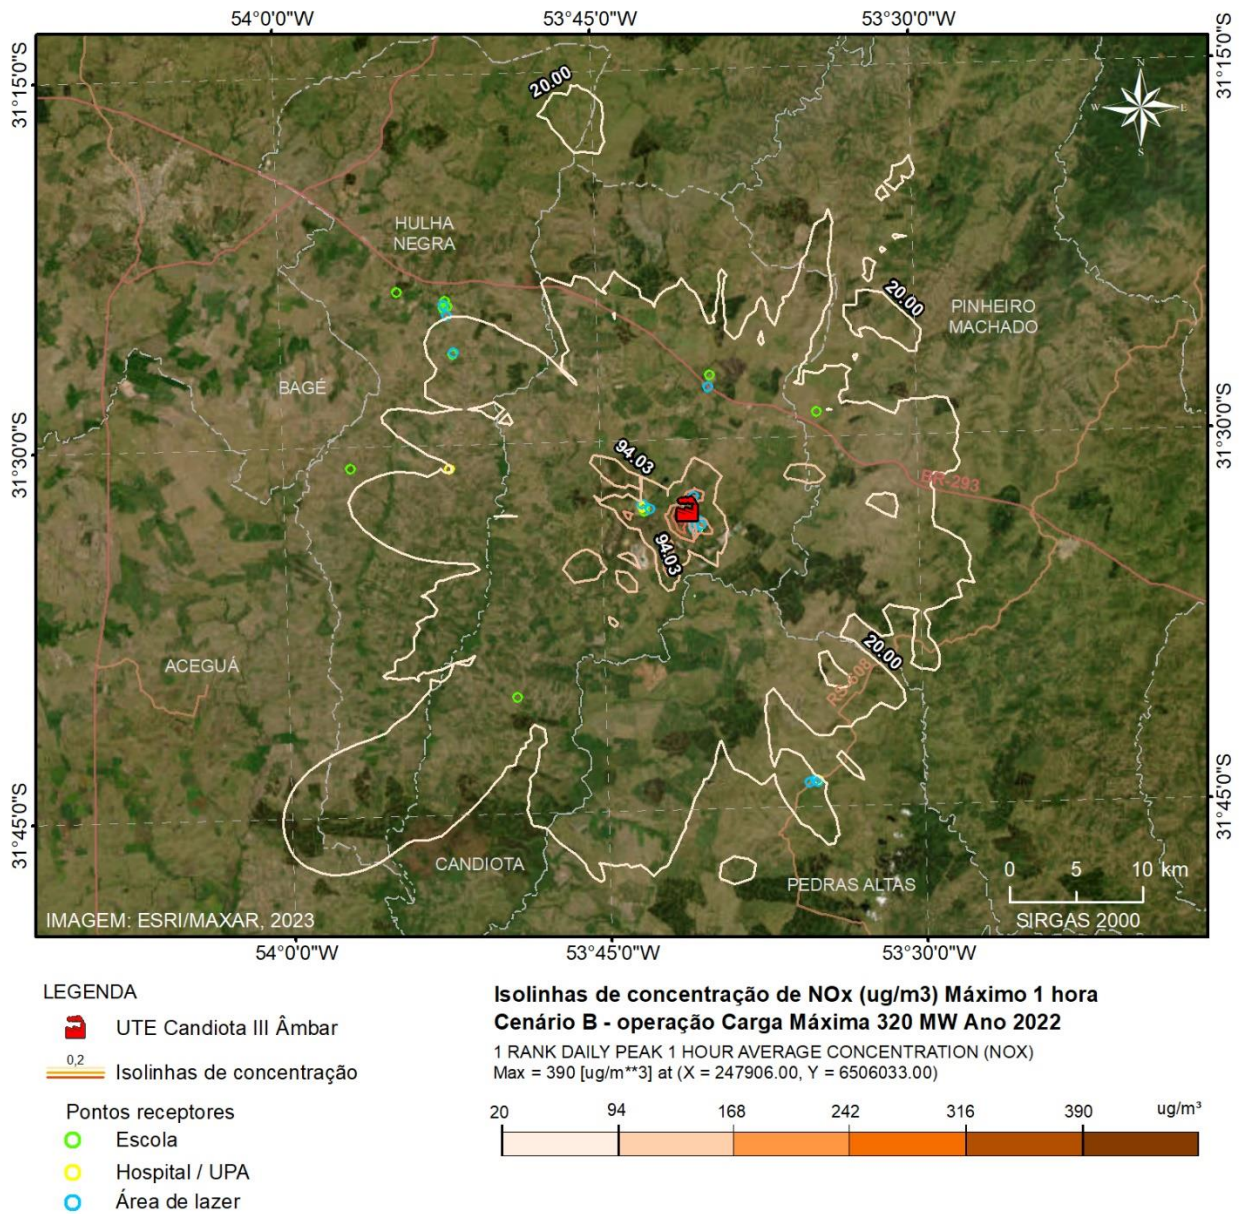 54°0'0"W 53°45'0"W 53°30'0"W
31°15'0"S
31°15'0"S
20.00
N
W E
S
HULHA
NEGRA
20.00
PINHEIRO
MACHADO
BAGÉ
31°30'0"S
31°30'0"S
94.03
BR-293
94.03
20.00
ACEGUÁ
RS-608
31°45'0"S
31°45'0"S
CANDIOTA
PEDRAS ALTAS
0 5 10 km
SIRGAS 2000
IMAGEM: ESRI/MAXAR, 2023
54°0'0"W 53°45'0"W 53°30'0"W
LEGENDA
UTE Candiota III Âmbar
0,2
Isolinhas de concentração
Pontos receptores
Escola
Hospital / UPA
Área de lazer
Isolinhas de concentração de NOx (ug/m3) Máximo 1 hora
Cenário B - operação Carga Máxima 320 MW Ano 2022
1 RANK DAILY PEAK 1 HOUR AVERAGE CONCENTRATION (NOX)
Max = 390 [ug/m**3] at (X = 247906.00, Y = 6506033.00)
20 94 168 242 316 390 ug/m³